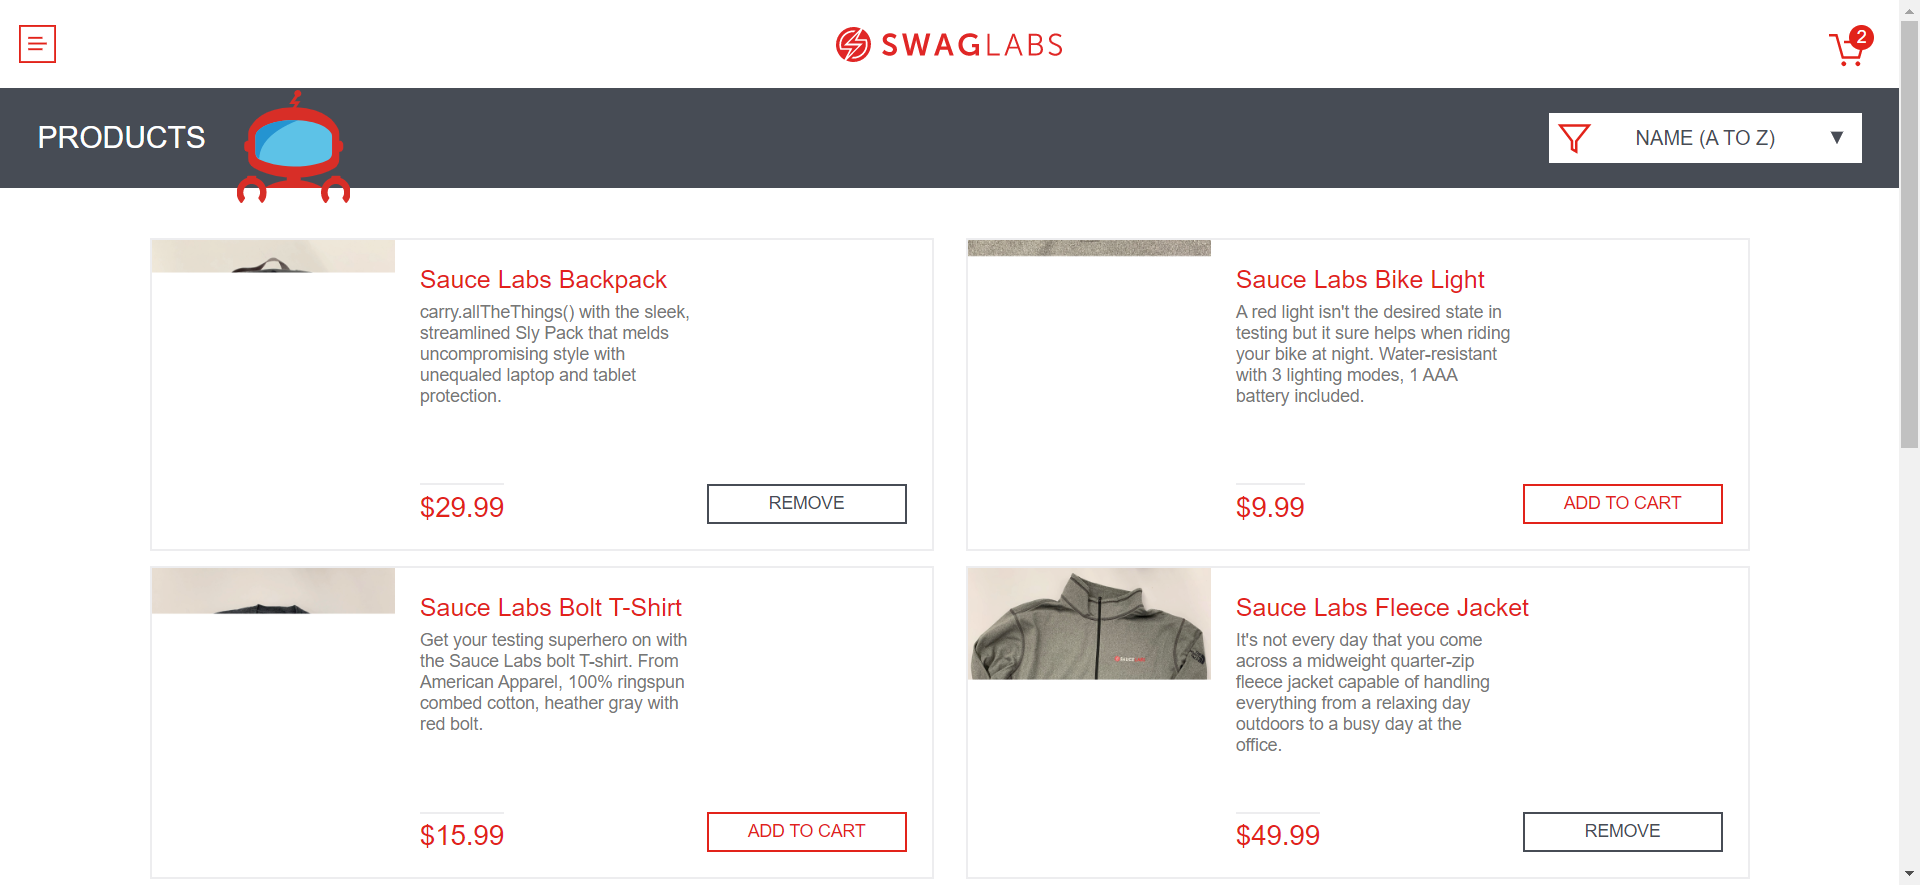 SWAGLABS
2
PRODUCTS
NAME (A TO Z)
Sauce Labs Backpack
carry.allTheThings() with the sleek,
streamlined Sly Pack that melds
uncompromising style with
unequaled laptop and tablet
protection.
$29.99
REMOVE
Sauce Labs Bike Light
A red light isn't the desired state in
testing but it sure helps when riding
your bike at night. Water-resistant
with 3 lighting modes, 1 AAA
battery included.
$9.99
ADD TO CART
Sauce Labs Bolt T-Shirt
Get your testing superhero on with
the Sauce Labs bolt T-shirt. From
American Apparel, 100% ringspun
combed cotton, heather gray with
red bolt.
$15.99
ADD TO CART
SAUCELABS
Sauce Labs Fleece Jacket
It's not every day that you come
across a midweight quarter-zip
fleece jacket capable of handling
everything from a relaxing day
outdoors to a busy day at the
office.
$49.99
REMOVE